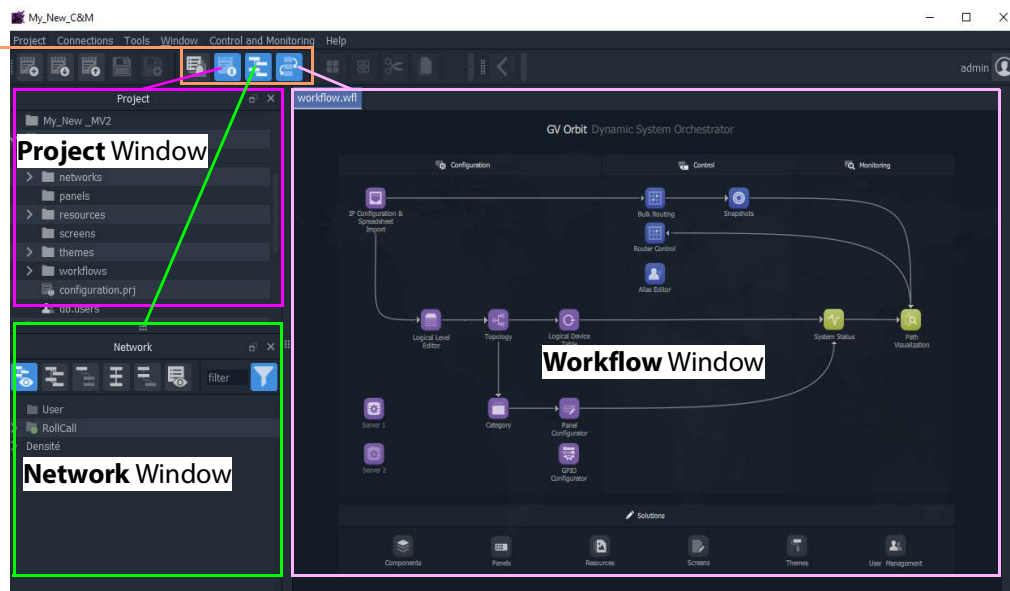 My_New_C&M
Project Connections Tools Window Control and Monitoring Help
admin
Project
workflow.wfl
My_New _MV2
Project Window
networks
panels
resources
screens
themes
workflows
configuration.prj
db.users
Network
filter
User
RollCall
Densité
Network Window
GV Orbit Dynamic System Orchestrator
Configuration
Control
Monitoring
IP Configuration &
Spreadsheet
Import
Bulk Routing
Snapshots
Router Control
Alias Editor
Logical Level
Editor
Topology
Logical Device
Table
System Status
Path
Visualization
Workflow Window
Server 1
Category
Panel
Configurator
Server 2
GPIO
Configurator
Solutions
Components
Panels
Resources
Screens
Themes
User Management